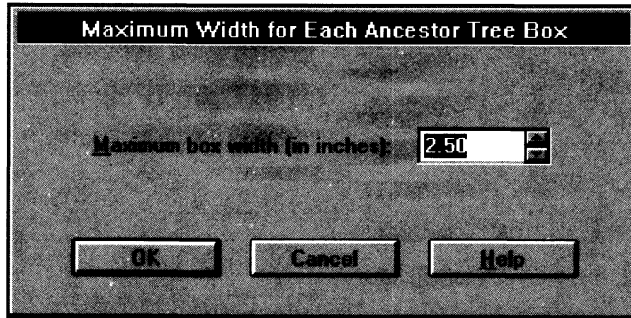 Maximum Width for Each Ancestor Tree Box
Maximum box width (in inches): 2.50
OK Cancel Help